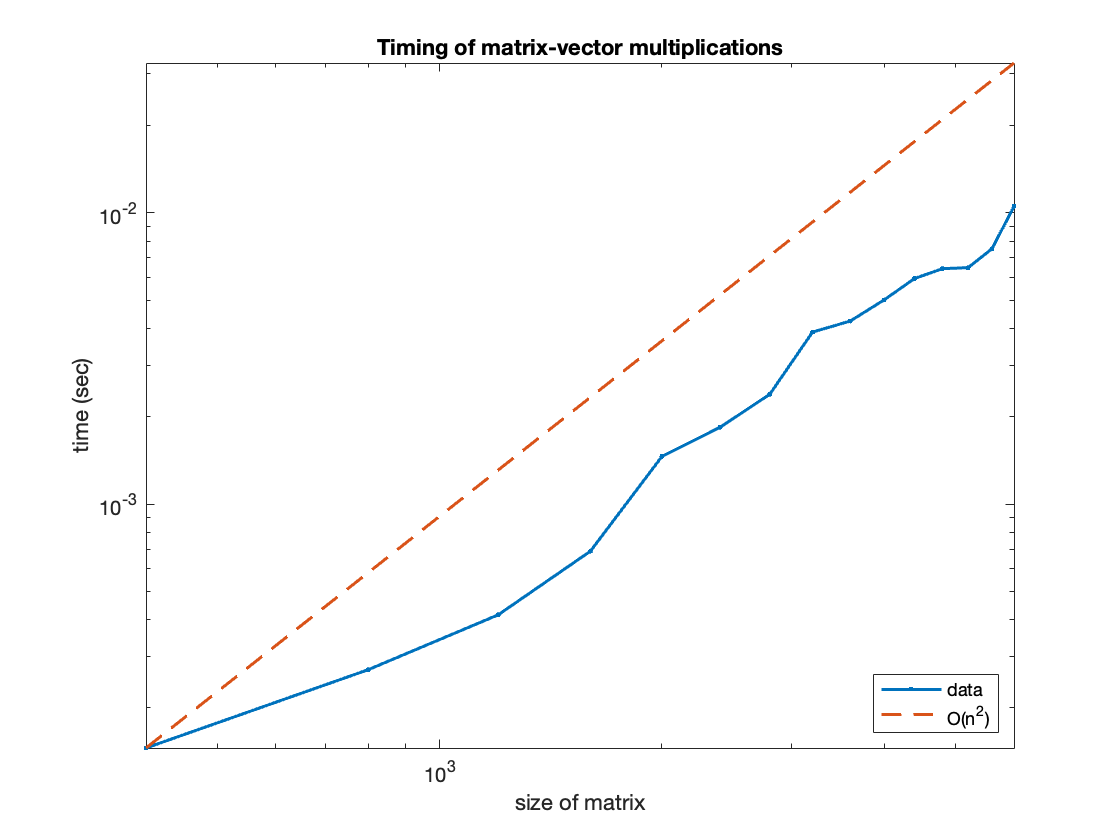 Timing of matrix-vector multiplications
10^-2
10^-3
time (sec)
10^3
size of matrix
data
O(n^2)